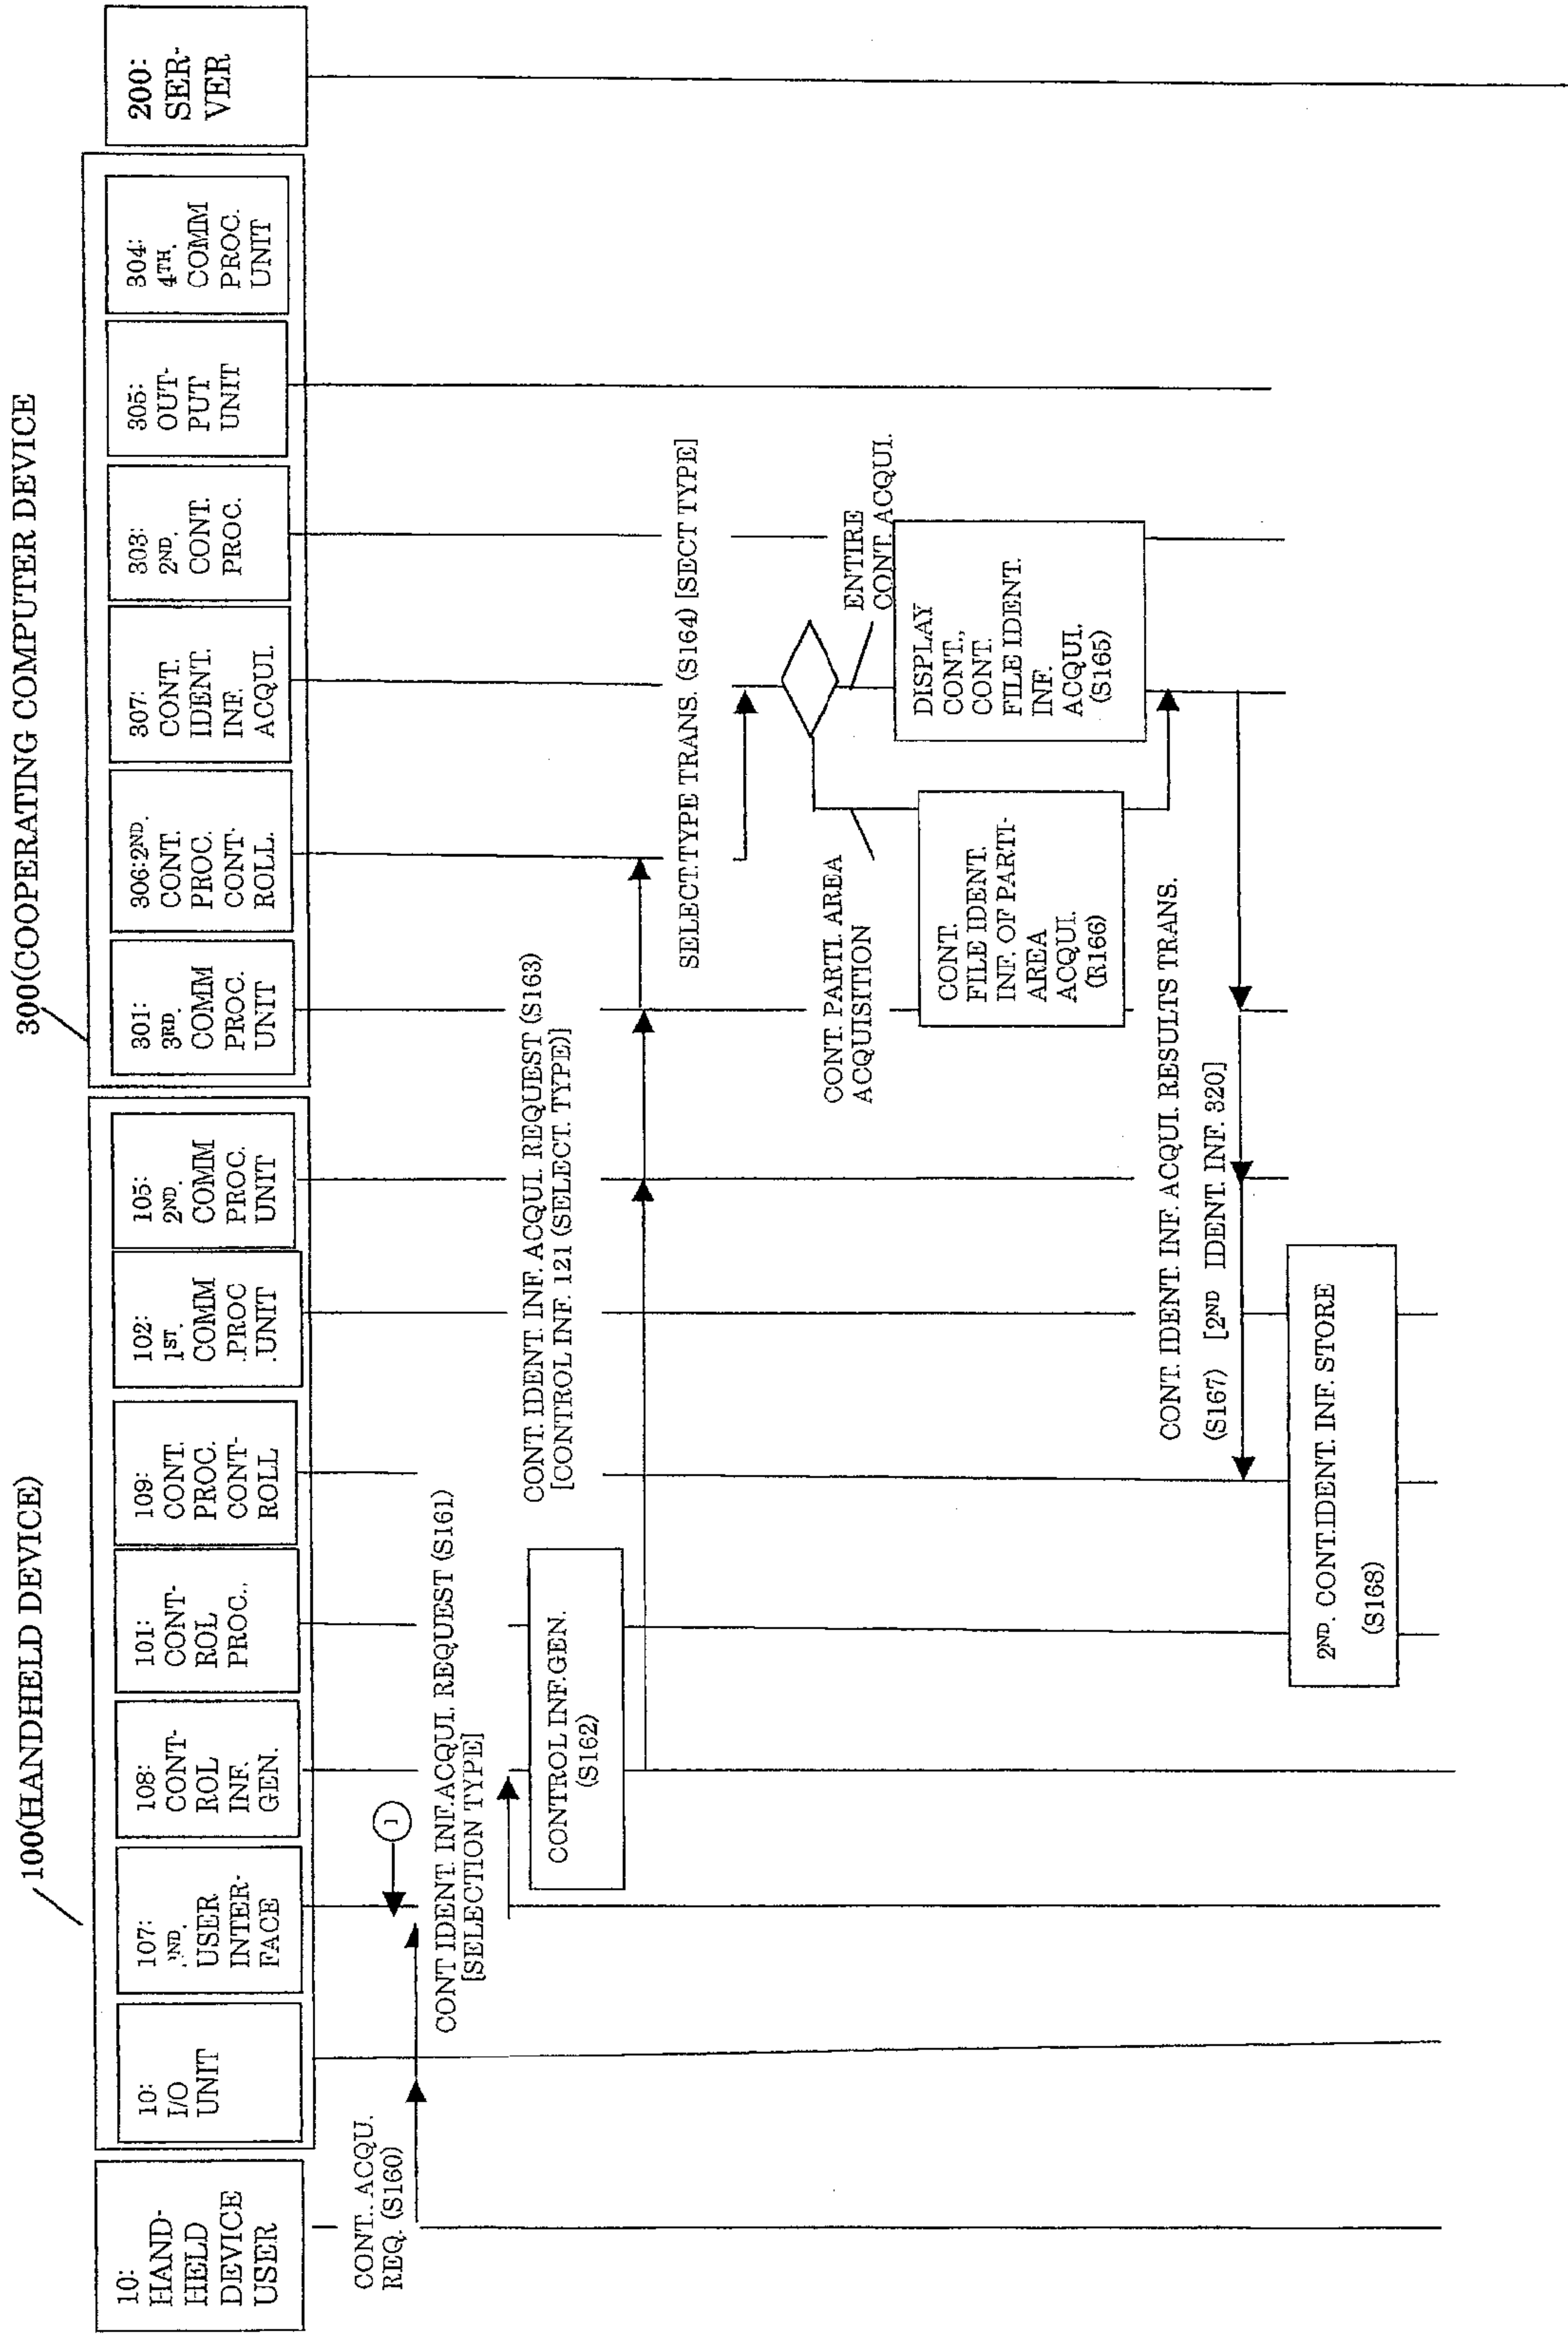 100(HANDHELD DEVICE)
300(COOPERATING COMPUTER DEVICE
10:
HAND-
HELD
DEVICE
USER
10:
I/O
UNIT
107:
ND.
USER
INTER-
FACE
108:
CONT-
ROL
INF.
GEN.
101:
CONT-
ROL
PROC..
109:
CONT.
PROC.
CONT-
ROLL
102:
1ST.
COMM
.PROC
.UNIT
105:
2ND.
COMM
PROC.
UNIT
301:
3RD.
COMM
PROC.
UNIT
306:2ND.
CONT.
PROC.
CONT-
ROLL.
307:
CONT.
IDENT.
INF.
ACQUI.
303:
2ND.
CONT.
PROC.
305:
OUT-
PUT
UNIT
304:
4TH.
COMM
PROC.
UNIT
200:
SER-
VER
CONT.. ACQU.
REQ. (S160)
1
CONT IDENT. INF.ACQUI. REQUEST (S161)
[SELECTION TYPE]
CONTROL INF.GEN.
(S162)
CONT. IDENT. INF. ACQUI. REQUEST (S163)
[CONTROL INF. 121 (SELECT. TYPE)]
SELECT.TYPE TRANS. (S164) [SECT TYPE]
CONT. PARTI. AREA
ACQUISITION
ENTIRE
CONT. ACQUI.
DISPLAY
CONT.,
CONT.
FILE IDENT.
INF.
ACQUI.
(S165)
CONT.
FILE IDENT.
INF. OF PARTI-
AREA
ACQUI.
(R166)
CONT. IDENT. INF. ACQUI. RESULTS TRANS.
(S167) [2ND IDENT. INF. 320]
2ND. CONT.IDENT. INF. STORE
(S168)